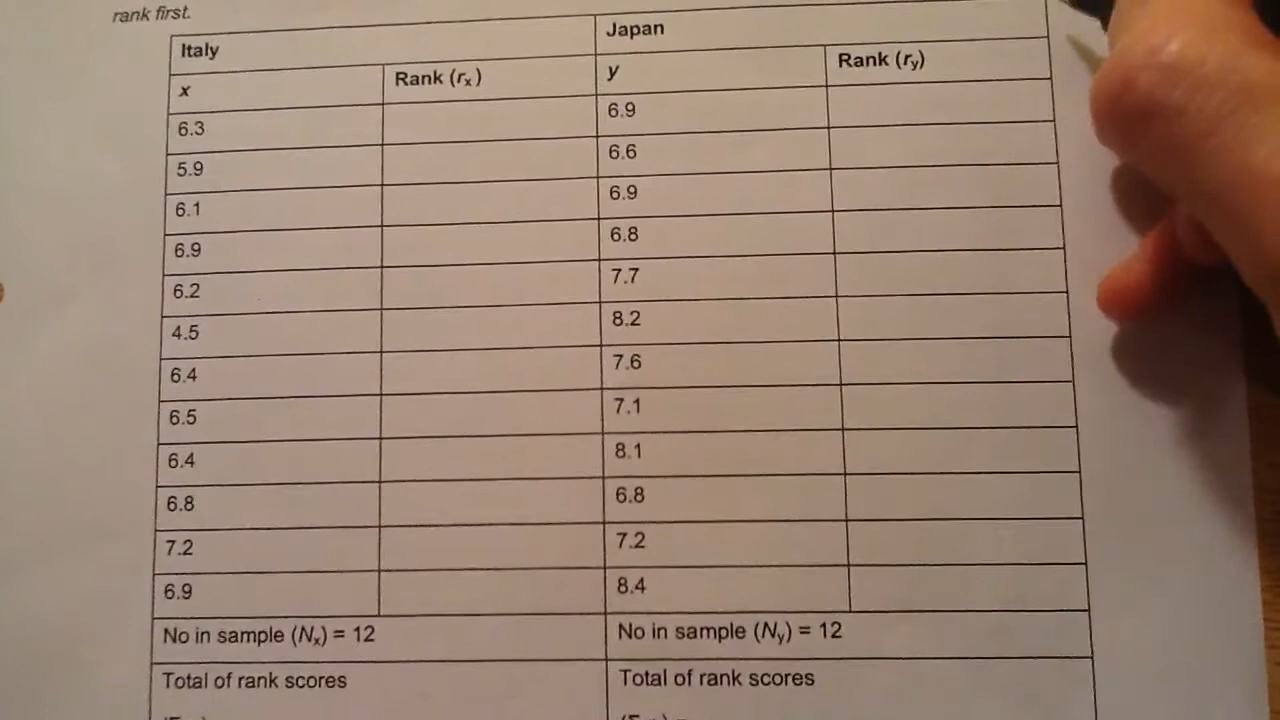 rank first.
Italy Japan
x Rank (rx) y Rank (ry)
6.3 6.9
5.9 6.6
6.1 6.9
6.9 6.8
6.2 7.7
4.5 8.2
6.4 7.6
6.5 7.1
6.4 8.1
6.8 6.8
7.2 7.2
6.9 8.4
No in sample (Nx) = 12 No in sample (Ny) = 12
Total of rank scores Total of rank scores